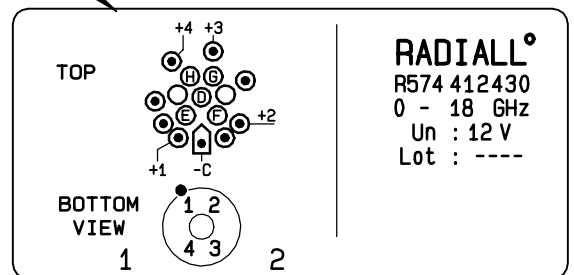 +4 +3
TOP
H G
D
E F
+2
+1 -C
BOTTOM
VIEW
1 2
4 3
1 2
RADIALL°
R574 412430
0 - 18 GHz
Un : 12 V
Lot : ----